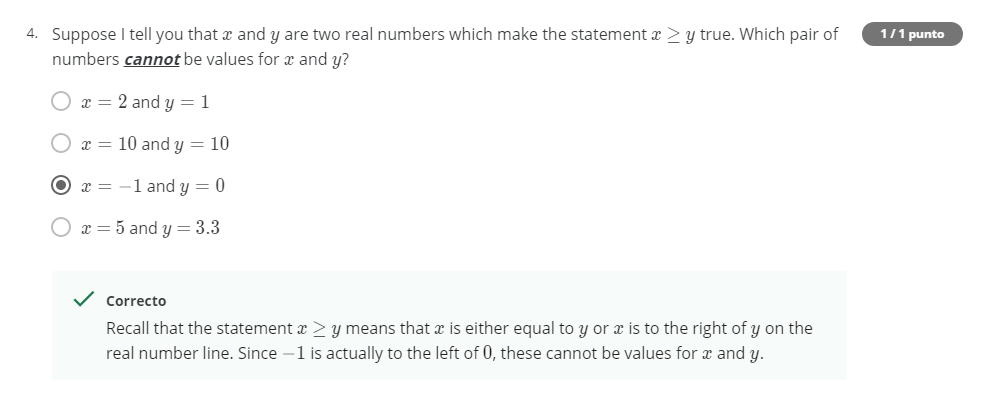 4. Suppose I tell you that x and y are two real numbers which make the statement x ≥ y true. Which pair of
1 / 1 punto
numbers cannot be values for x and y?
x = 2 and y = 1
x = 10 and y = 10
x = −1 and y = 0
x = 5 and y = 3.3
Correcto
Recall that the statement x ≥ y means that x is either equal to y or x is to the right of y on the
real number line. Since −1 is actually to the left of 0, these cannot be values for x and y.